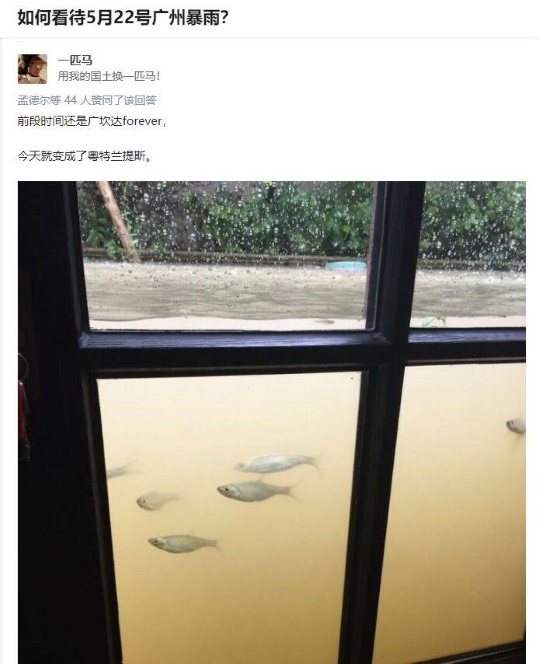 如何看待5月22号广州暴雨？
一匹马
用我的国土换一匹马！
孟德尔等 44 人赞同了该回答
前段时间还是广坎达forever，
今天就变成了粤特兰提斯。